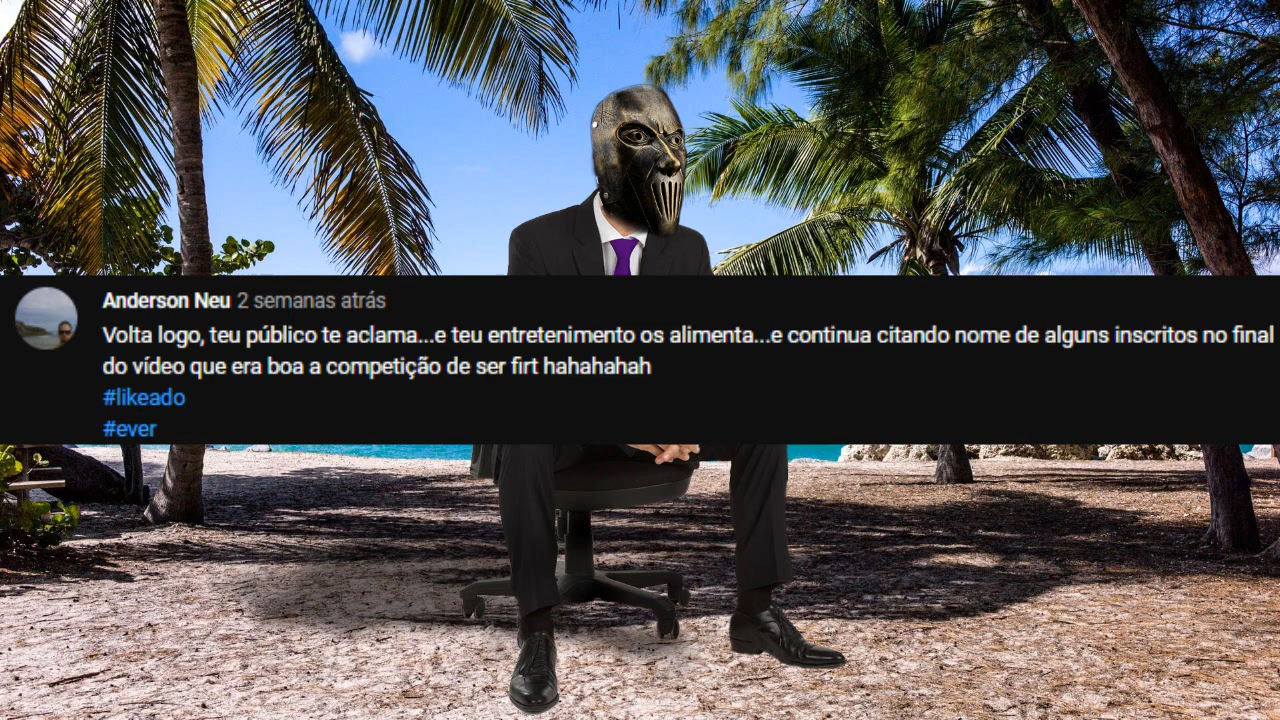 Anderson Neu 2 semanas atrás
Volta logo, teu público te aclama...e teu entretenimento os alimenta...e continua citando nome de alguns inscritos no final
do vídeo que era boa a competição de ser firt hahahahah
#likeado
#ever